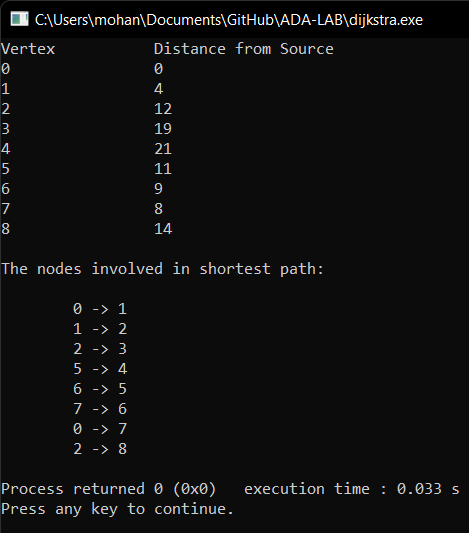 C:\Users\mohan\Documents\GitHub\ADA-LAB\dijkstra.exe
Vertex           Distance from Source
0                0
1                4
2                12
3                19
4                21
5                11
6                9
7                8
8                14
The nodes involved in shortest path:
0 -> 1
1 -> 2
2 -> 3
5 -> 4
6 -> 5
7 -> 6
0 -> 7
2 -> 8
Process returned 0 (0x0)   execution time : 0.033 s
Press any key to continue.